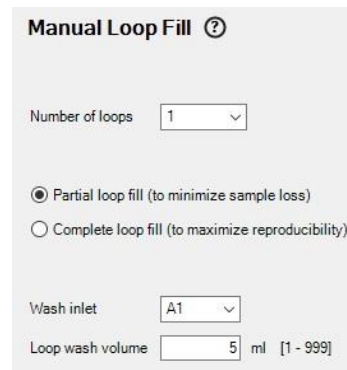 Manual Loop Fill ?
Number of loops 1
Partial loop fill (to minimize sample loss)
Complete loop fill (to maximize reproducibility)
Wash inlet A1
Loop wash volume 5 ml [1 - 999]